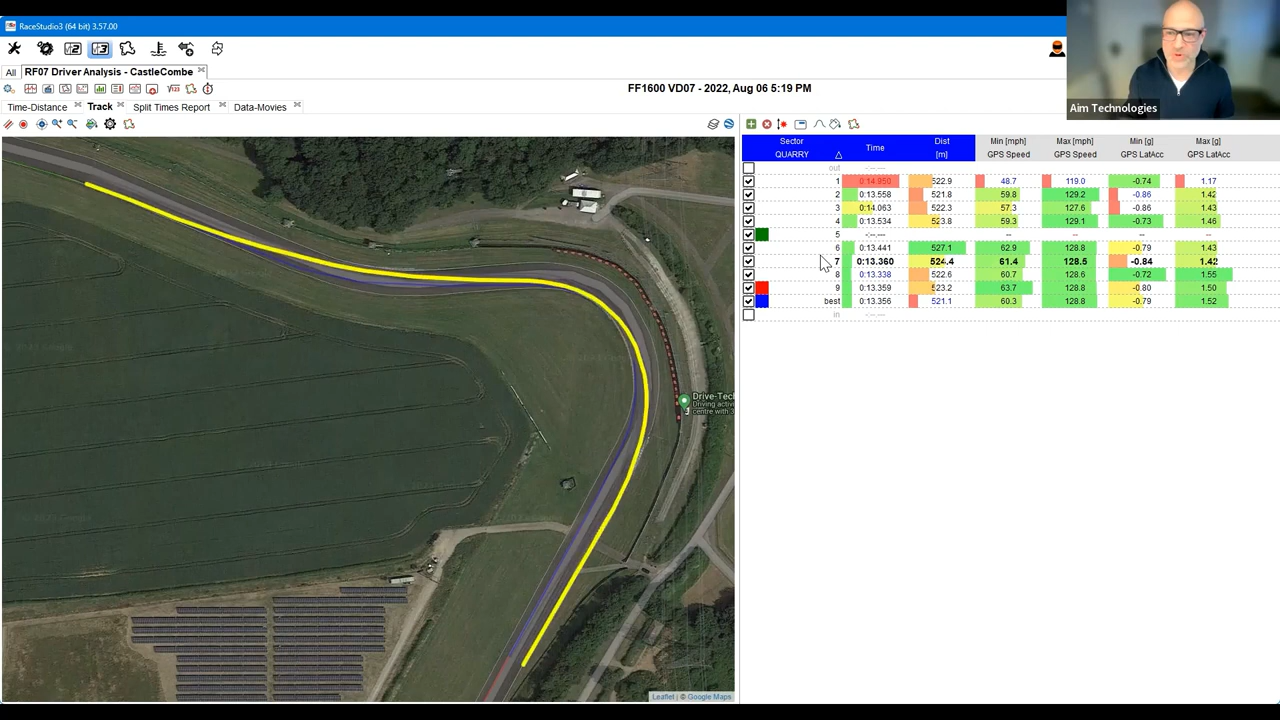 RaceStudio3 (64 bit) 3.57.00
All
RF07 Driver Analysis - CastleCombe
FF1600 VD07 - 2022, Aug 06 5:19 PM
Aim Technologies
Time-Distance
Track
Split Times Report
Data-Movies
Sector QUARRY Time Dist [m] Min [mph] GPS Speed Max [mph] GPS Speed Min [g] GPS LatAcc Max [g] GPS LatAcc
out -:--.---
1 0:14.950 522.9 48.7 119.0 -0.74 1.17
2 0:13.558 521.8 59.8 129.2 -0.86 1.42
3 0:14.063 522.3 57.3 127.6 -0.86 1.43
4 0:13.534 523.8 59.3 129.1 -0.73 1.46
5 -:--.--- -- -- -- -- --
6 0:13.441 527.1 62.9 128.8 -0.79 1.43
7 0:13.360 524.4 61.4 128.5 -0.84 1.42
8 0:13.338 522.6 60.7 128.6 -0.72 1.55
9 0:13.359 523.2 63.7 128.8 -0.80 1.50
best 0:13.356 521.1 60.3 128.8 -0.79 1.52
in -:--.---
Drive-Tech
Driving activ
centre with 3
Leaflet | © Google Maps